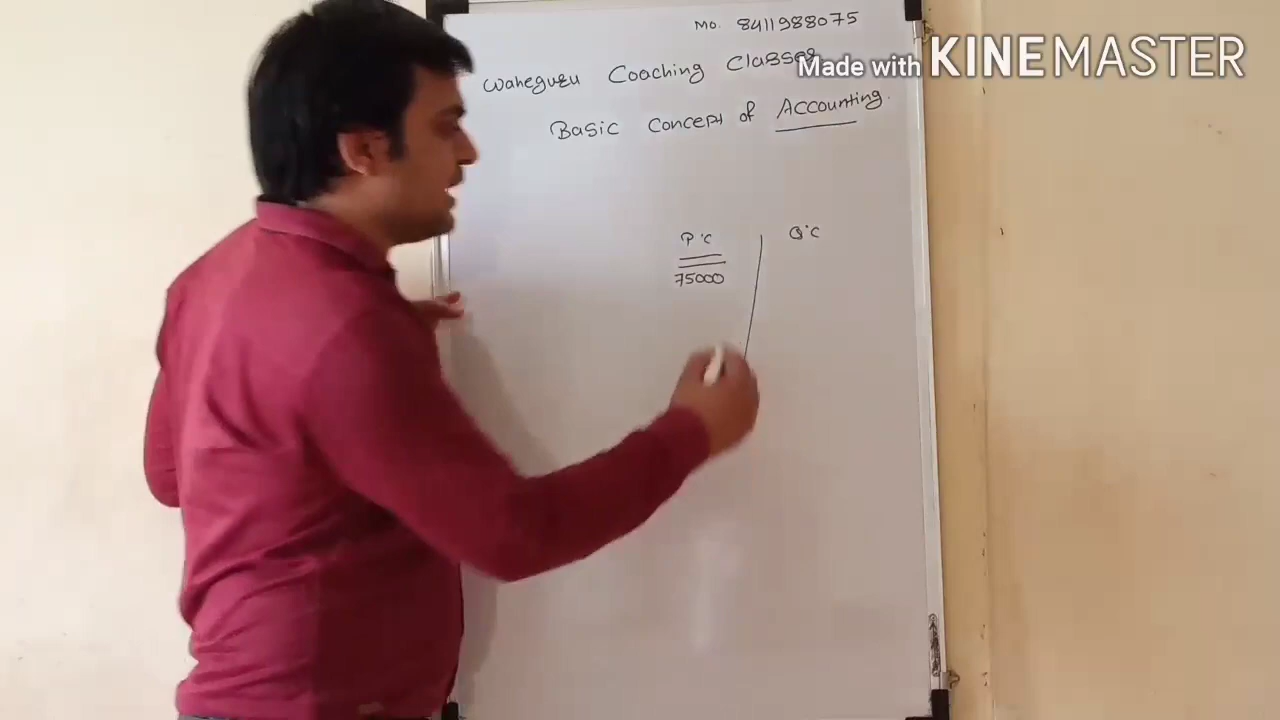 Mo. 8411988075
Waheguru Coaching Classes
Made with KINEMASTER
Basic Concept of Accounting.
P'C
Q'C
75000